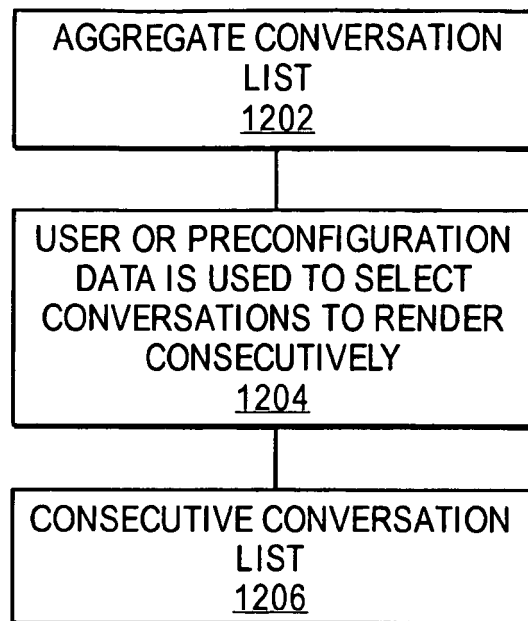 AGGREGATE CONVERSATION
LIST
1202
USER OR PRECONFIGURATION
DATA IS USED TO SELECT
CONVERSATIONS TO RENDER
CONSECUTIVELY
1204
CONSECUTIVE CONVERSATION
LIST
1206